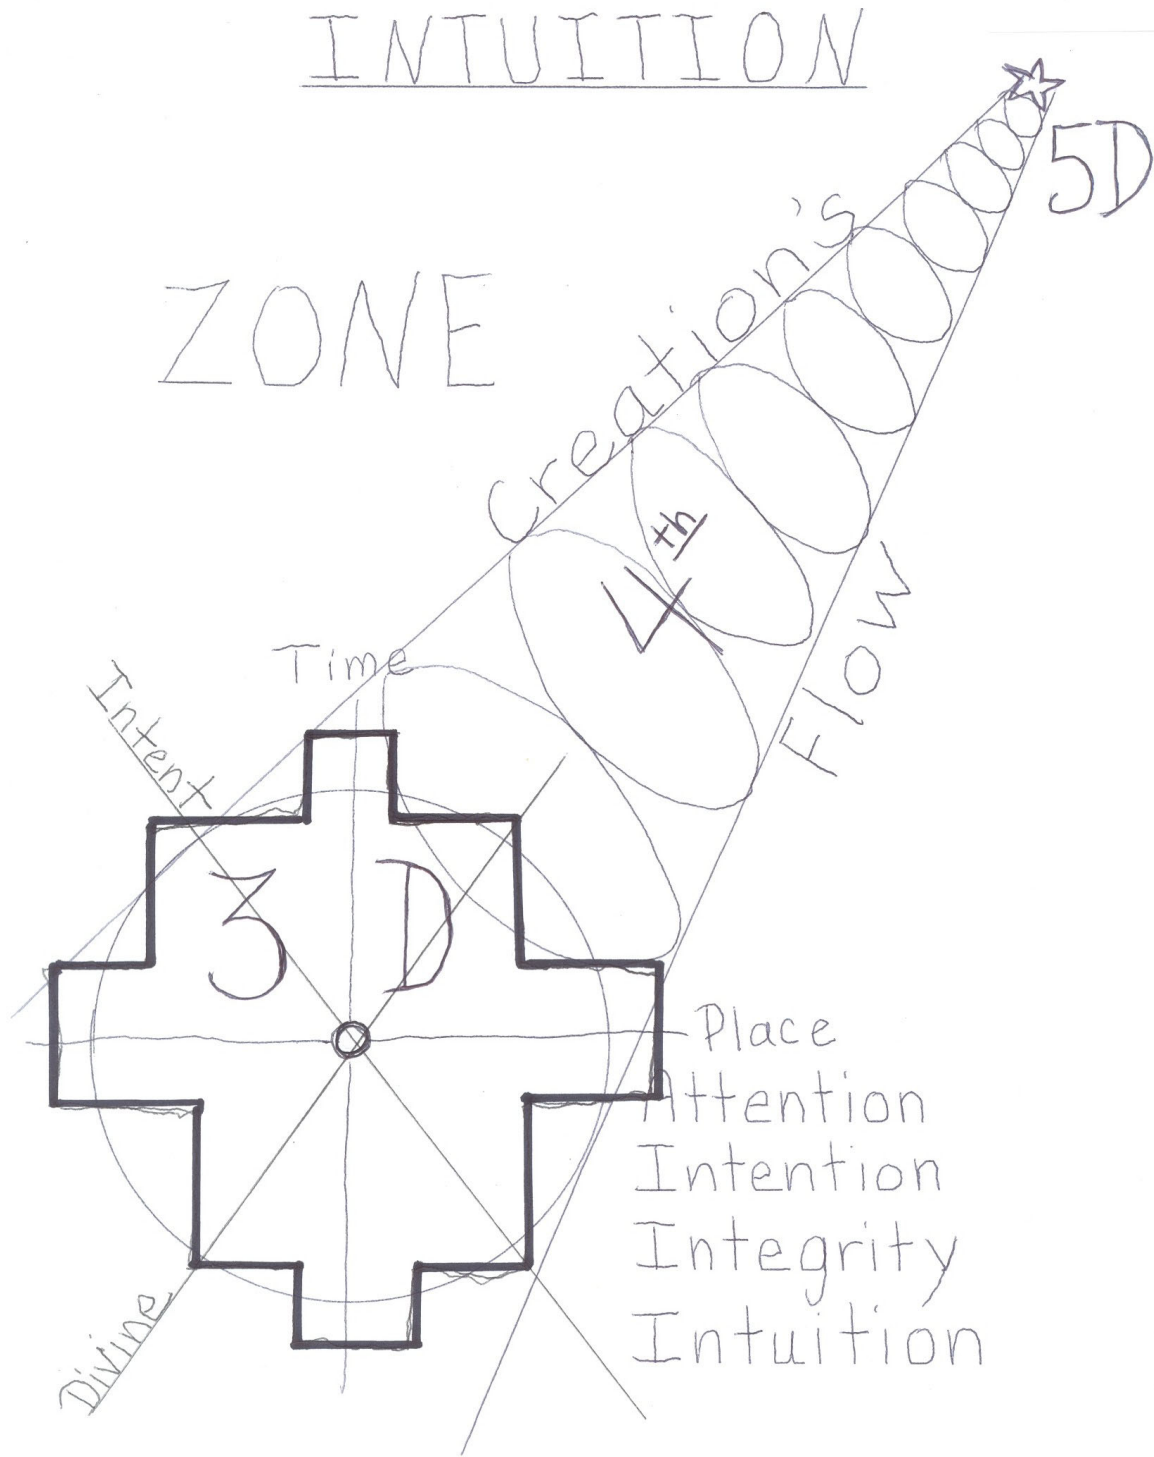 INTUITION
5D
ZONE
Creation's
4th
Flow
Time
Intent
3D
Place
Attention
Intention
Integrity
Intuition
Divine